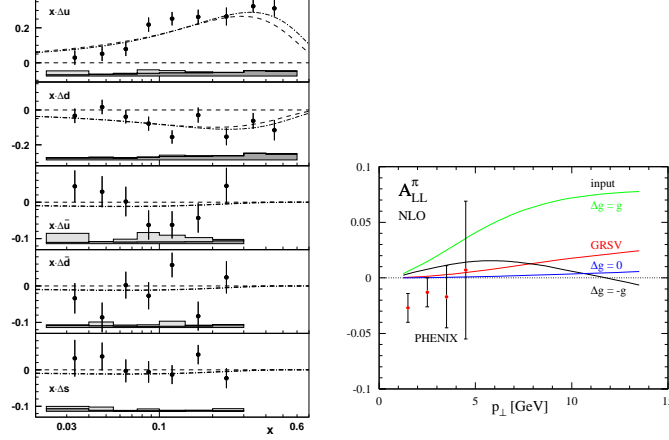 0.2
0
x·Δu
x·Δd
0
-0.2
0
-0.1
x·Δū
0
-0.1
x·Δd̄
0
-0.1
x·Δs
0.03
0.1
x
0.6
0.1
0.05
0
-0.05
-0.1
A_LL^π
NLO
input
Δg = g
GRSV
Δg = 0
Δg = -g
PHENIX
0
5
10
p⊥ [GeV]